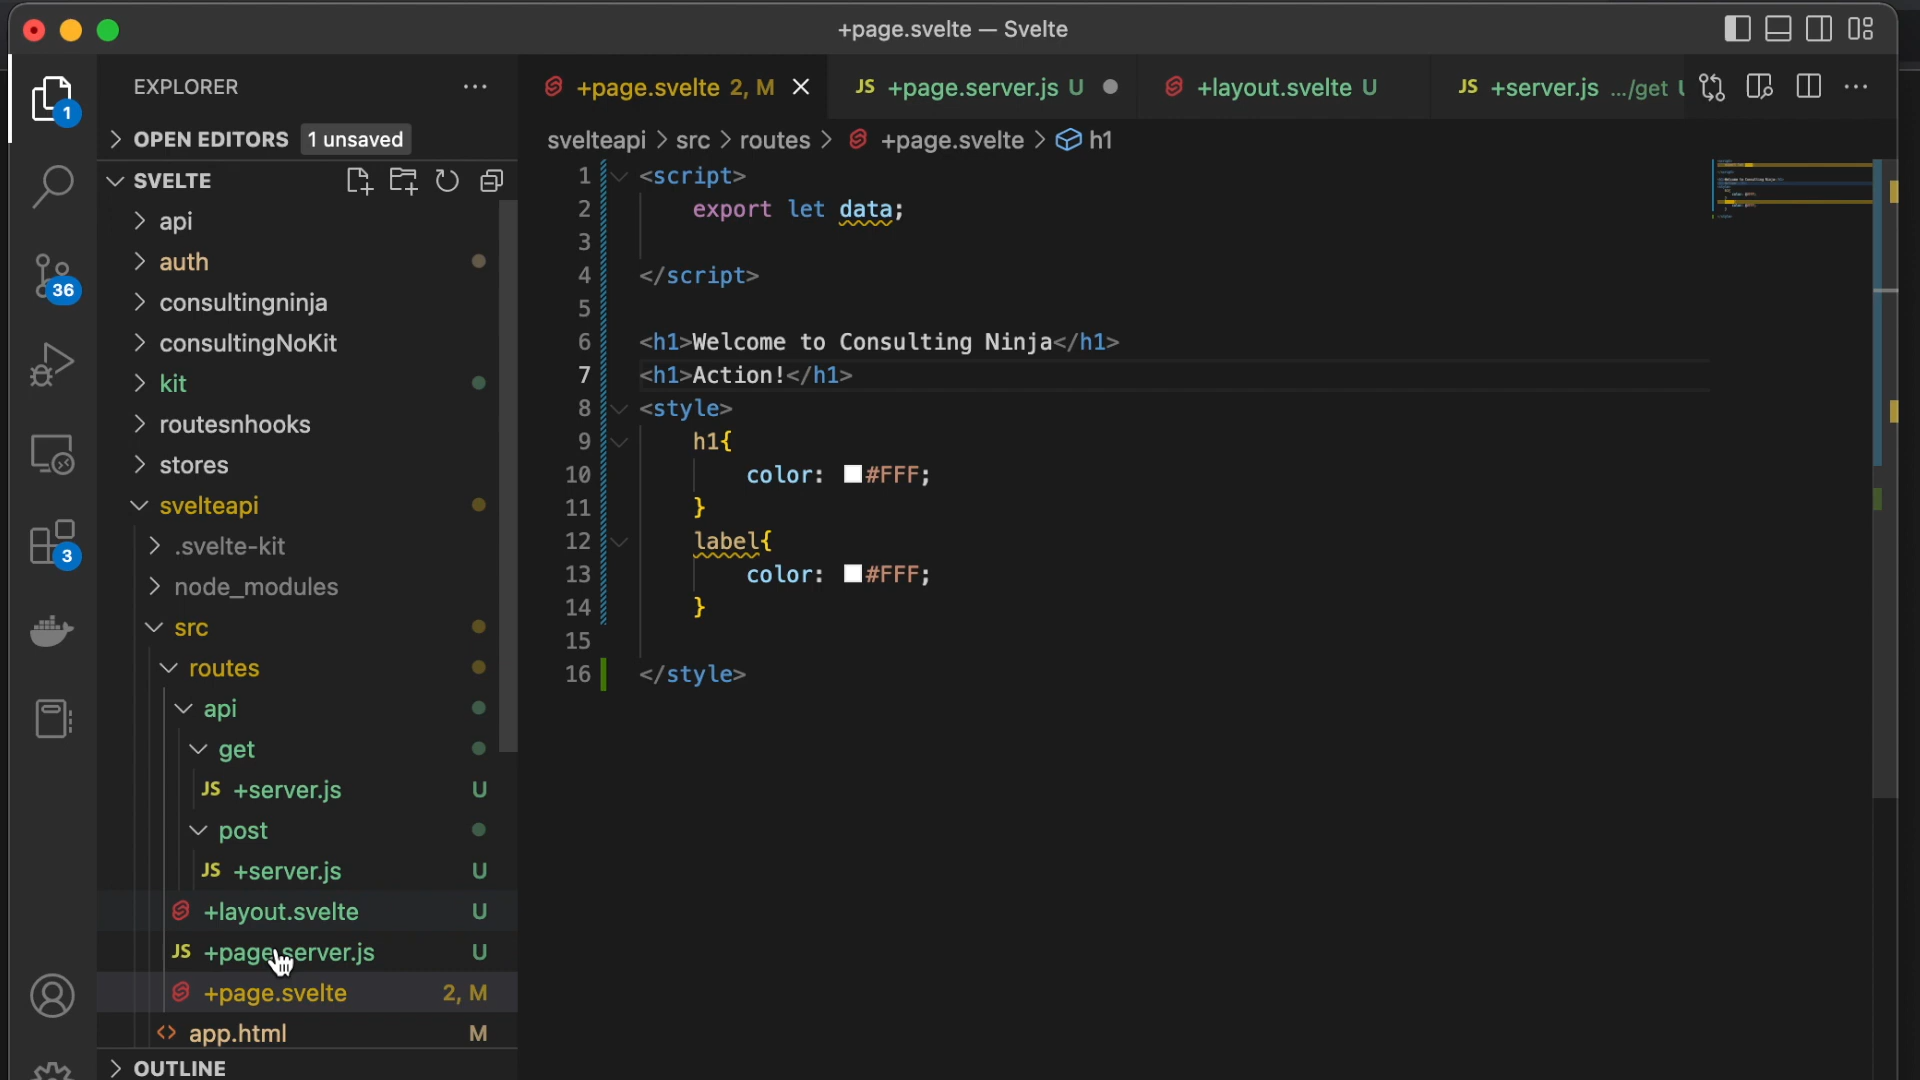 +page.svelte — Svelte
EXPLORER
1
OPEN EDITORS 1 unsaved
SVELTE
api
auth
consultingninja
36
consultingNoKit
kit
routesnhooks
stores
svelteapi
.svelte-kit
3
node_modules
src
routes
api
get
JS +server.js U
post
JS +server.js U
+layout.svelte U
JS +page.server.js U
+page.svelte 2, M
<> app.html M
OUTLINE
+page.svelte 2, M JS +page.server.js U +layout.svelte U JS +server.js .../get U
svelteapi > src > routes > +page.svelte > h1
1 <script>
2 export let data;
3
4 </script>
5
6 <h1>Welcome to Consulting Ninja</h1>
7 <h1>Action!</h1>
8 <style>
9 h1{
10 color: #FFF;
11 }
12 label{
13 color: #FFF;
14 }
15
16 </style>